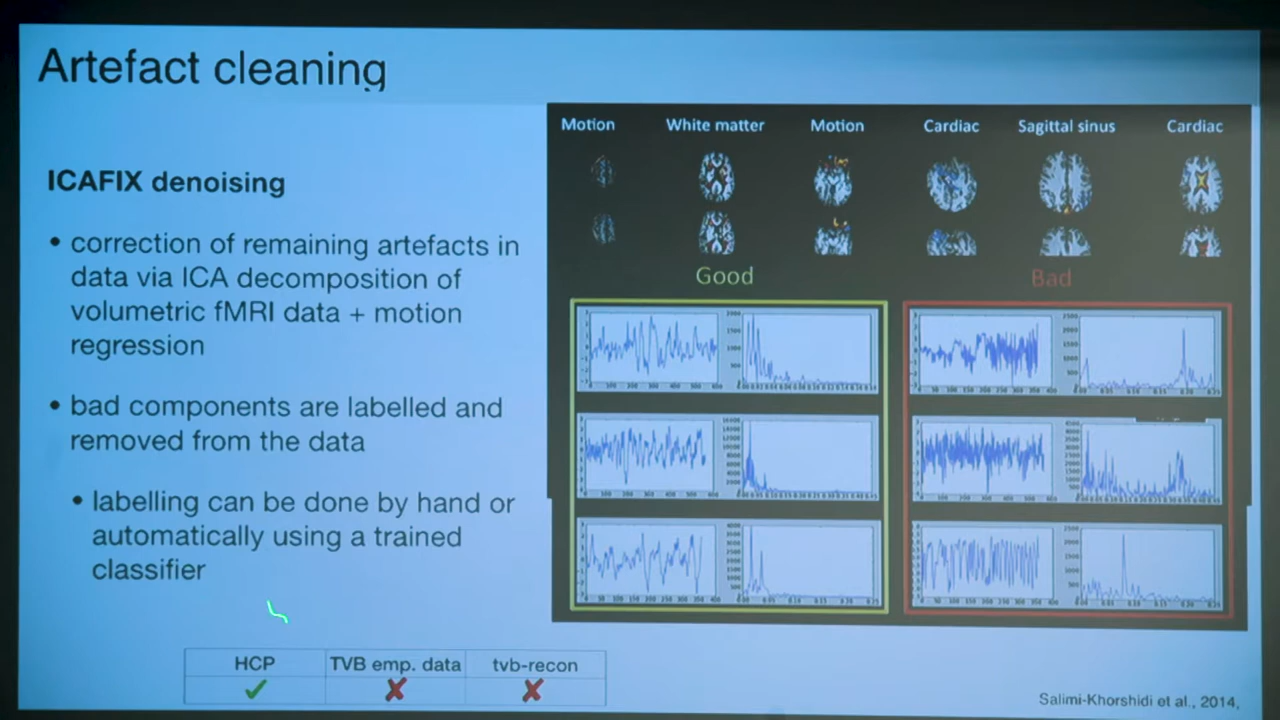 Artefact cleaning
ICAFIX denoising
• correction of remaining artefacts in
data via ICA decomposition of
volumetric fMRI data + motion
regression
• bad components are labelled and
removed from the data
• labelling can be done by hand or
automatically using a trained
classifier
Motion White matter Motion Cardiac Sagittal sinus Cardiac
Good Bad
HCP TVB emp. data tvb-recon
✓ ✗ ✗
Salimi-Khorshidi et al., 2014,